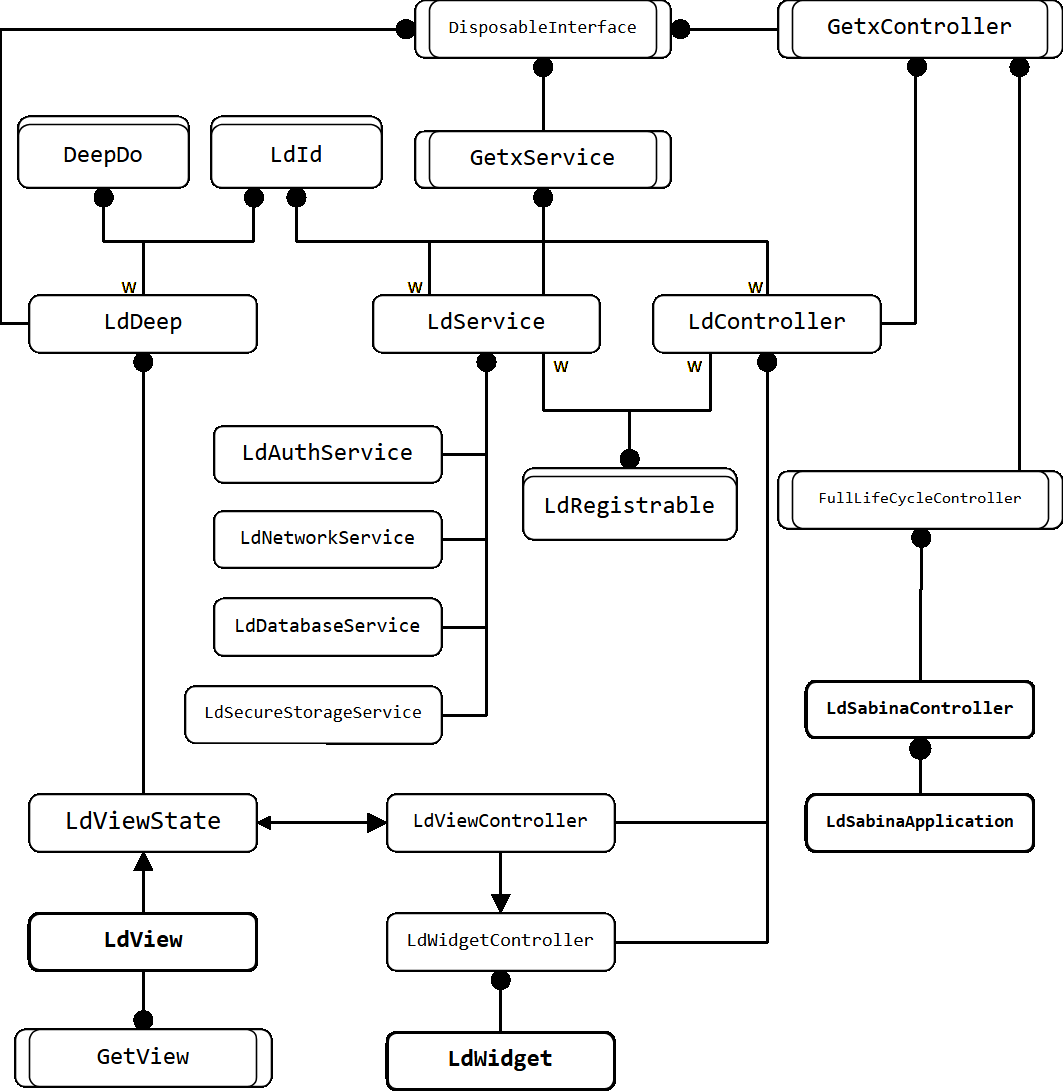 DisposableInterface
GetxController
DeepDo
LdId
GetxService
w
w
w
LdDeep
LdService
LdController
w
w
LdAuthService
LdRegistrable
FullLifeCycleController
LdNetworkService
LdDatabaseService
LdSecureStorageService
LdSabinaController
LdViewState
LdViewController
LdSabinaApplication
LdView
LdWidgetController
GetView
LdWidget